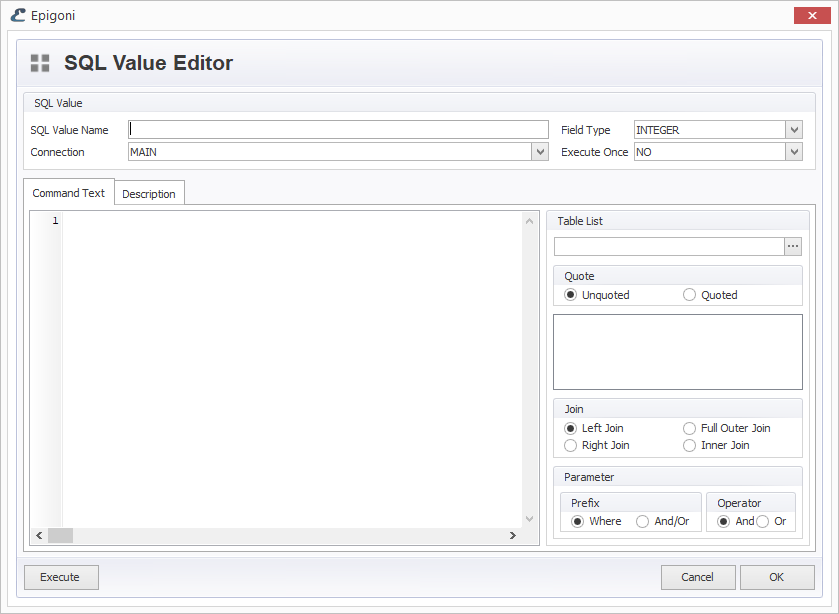 Epigoni
SQL Value Editor
SQL Value
SQL Value Name
Field Type INTEGER
Connection MAIN
Execute Once NO
Command Text Description
1
Table List
...
Quote
Unquoted Quoted
Join
Left Join Full Outer Join
Right Join Inner Join
Parameter
Prefix Operator
Where And/Or And Or
Execute Cancel OK